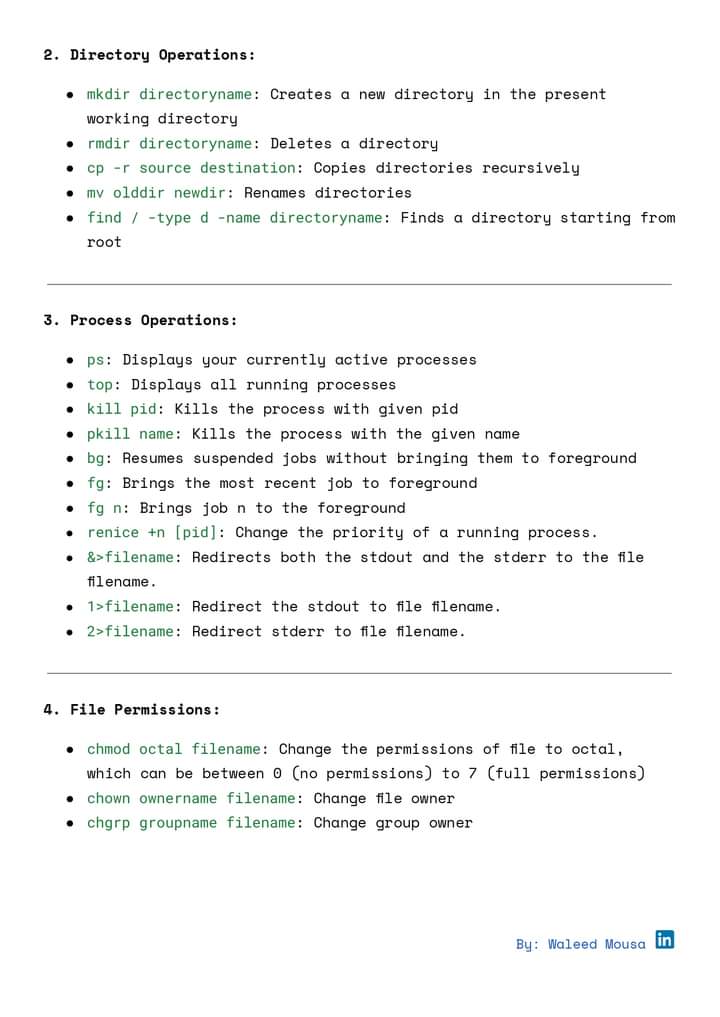 2. Directory Operations:
● mkdir directoryname: Creates a new directory in the present
working directory
● rmdir directoryname: Deletes a directory
● cp -r source destination: Copies directories recursively
● mv olddir newdir: Renames directories
● find / -type d -name directoryname: Finds a directory starting from
root
3. Process Operations:
● ps: Displays your currently active processes
● top: Displays all running processes
● kill pid: Kills the process with given pid
● pkill name: Kills the process with the given name
● bg: Resumes suspended jobs without bringing them to foreground
● fg: Brings the most recent job to foreground
● fg n: Brings job n to the foreground
● renice +n [pid]: Change the priority of a running process.
● &>filename: Redirects both the stdout and the stderr to the file
filename.
● 1>filename: Redirect the stdout to file filename.
● 2>filename: Redirect stderr to file filename.
4. File Permissions:
● chmod octal filename: Change the permissions of file to octal,
which can be between 0 (no permissions) to 7 (full permissions)
● chown ownername filename: Change file owner
● chgrp groupname filename: Change group owner
By: Waleed Mousa in